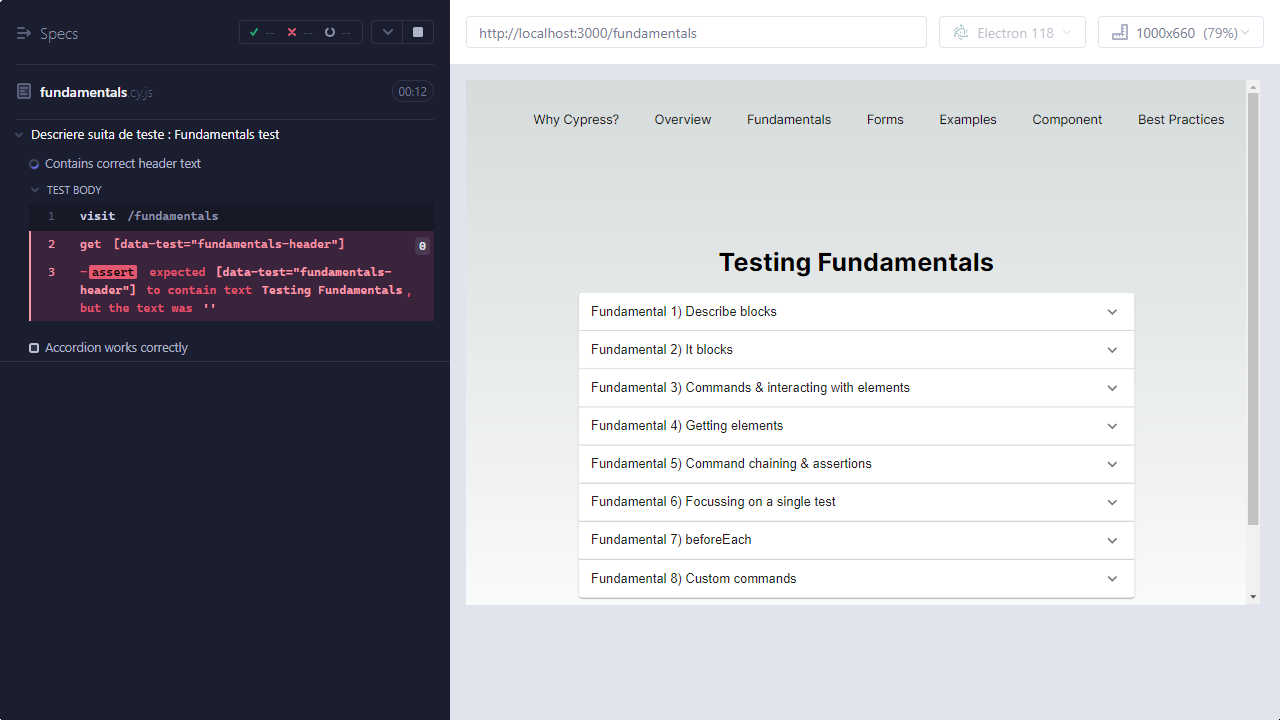 Specs
-- -- --
fundamentals.cy.js
00:12
Descriere suita de teste : Fundamentals test
Contains correct header text
TEST BODY
1 visit /fundamentals
2 get [data-test="fundamentals-header"] 0
3 -assert expected [data-test="fundamentals-
header"] to contain text Testing Fundamentals,
but the text was ''
Accordion works correctly
http://localhost:3000/fundamentals
Electron 118
1000x660 (79%)
Why Cypress? Overview Fundamentals Forms Examples Component Best Practices
Testing Fundamentals
Fundamental 1) Describe blocks
Fundamental 2) It blocks
Fundamental 3) Commands & interacting with elements
Fundamental 4) Getting elements
Fundamental 5) Command chaining & assertions
Fundamental 6) Focussing on a single test
Fundamental 7) beforeEach
Fundamental 8) Custom commands